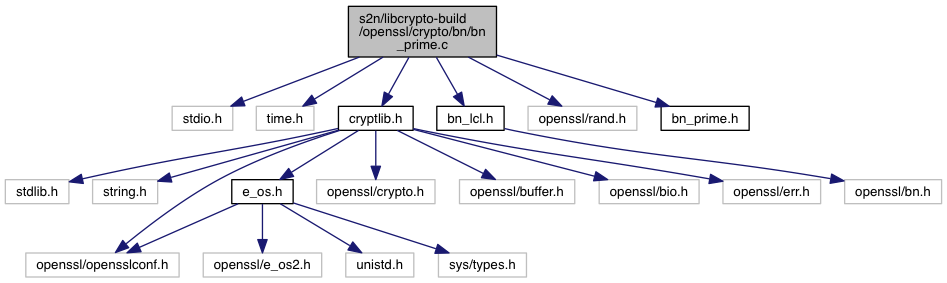 s2n/libcrypto-build
/openssl/crypto/bn/bn
_prime.c
stdio.h
time.h
cryptlib.h
bn_lcl.h
openssl/rand.h
bn_prime.h
stdlib.h
string.h
e_os.h
openssl/crypto.h
openssl/buffer.h
openssl/bio.h
openssl/err.h
openssl/bn.h
openssl/opensslconf.h
openssl/e_os2.h
unistd.h
sys/types.h